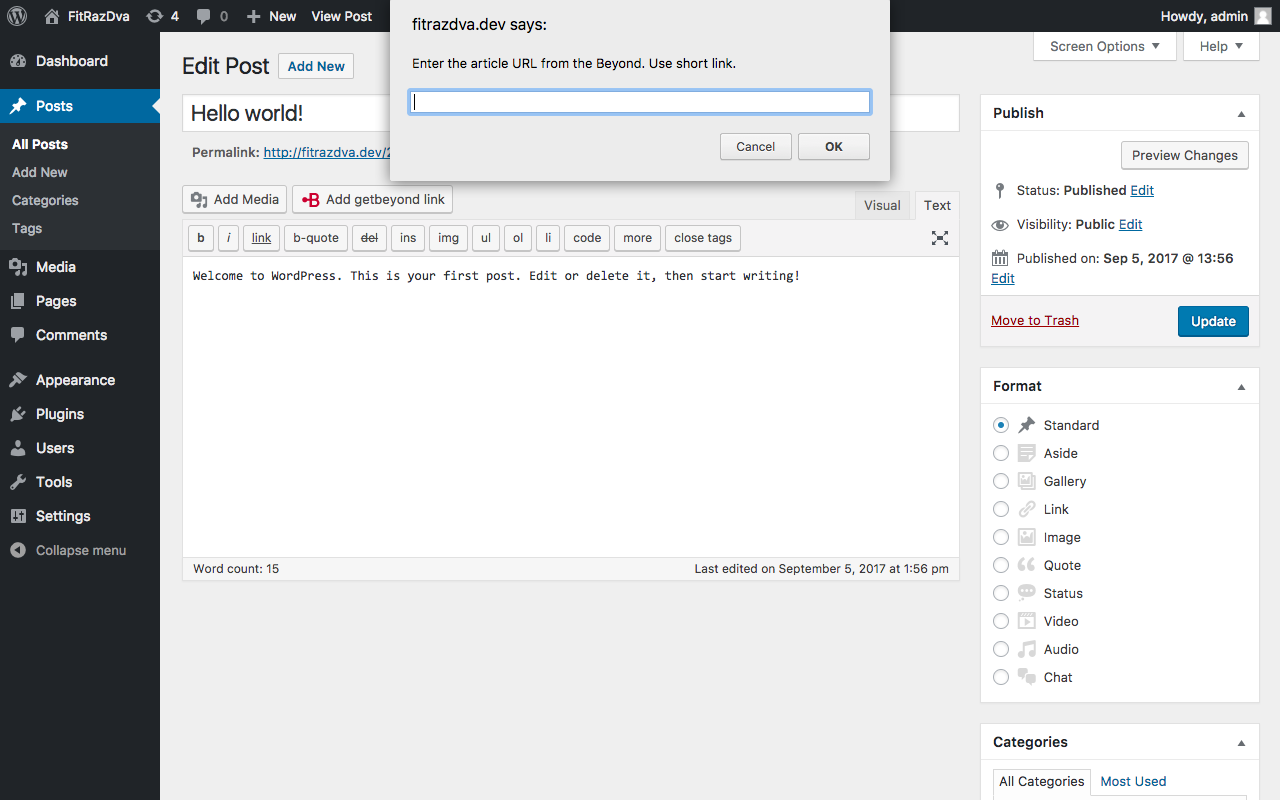 FitRazDva 4 0 New View Post Howdy, admin
fitrazdva.dev says:
Enter the article URL from the Beyond. Use short link.
Cancel OK
Dashboard
Posts
All Posts
Add New
Categories
Tags
Media
Pages
Comments
Appearance
Plugins
Users
Tools
Settings
Collapse menu
Screen Options Help
Edit Post Add New
Hello world!
Permalink: http://fitrazdva.dev/2
Add Media B Add getbeyond link
Visual Text
b i link b-quote del ins img ul ol li code more close tags
Welcome to WordPress. This is your first post. Edit or delete it, then start writing!
Word count: 15 Last edited on September 5, 2017 at 1:56 pm
Publish
Preview Changes
Status: Published Edit
Visibility: Public Edit
Published on: Sep 5, 2017 @ 13:56
Edit
Move to Trash Update
Format
Standard
Aside
Gallery
Link
Image
Quote
Status
Video
Audio
Chat
Categories
All Categories Most Used